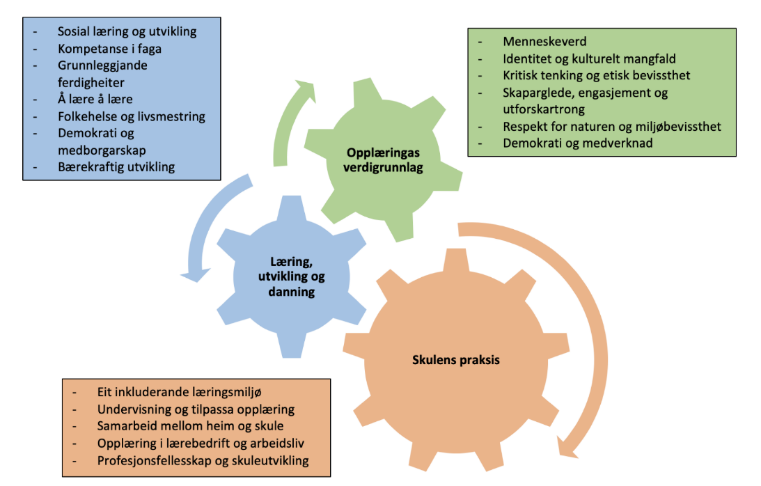 - Sosial læring og utvikling
- Kompetanse i faga
- Grunnleggjande
ferdigheiter
- Å lære å lære
- Folkehelse og livsmestring
- Demokrati og
medborgarskap
- Bærekraftig utvikling
- Menneskeverd
- Identitet og kulturelt mangfald
- Kritisk tenking og etisk bevissthet
- Skaparglede, engasjement og
utforskartrong
- Respekt for naturen og miljøbevissthet
- Demokrati og medverknad
Opplæringas
verdigrunnlag
Læring,
utvikling og
danning
Skulens praksis
- Eit inkluderande læringsmiljø
- Undervisning og tilpassa opplæring
- Samarbeid mellom heim og skule
- Opplæring i lærebedrift og arbeidsliv
- Profesjonsfellesskap og skuleutvikling